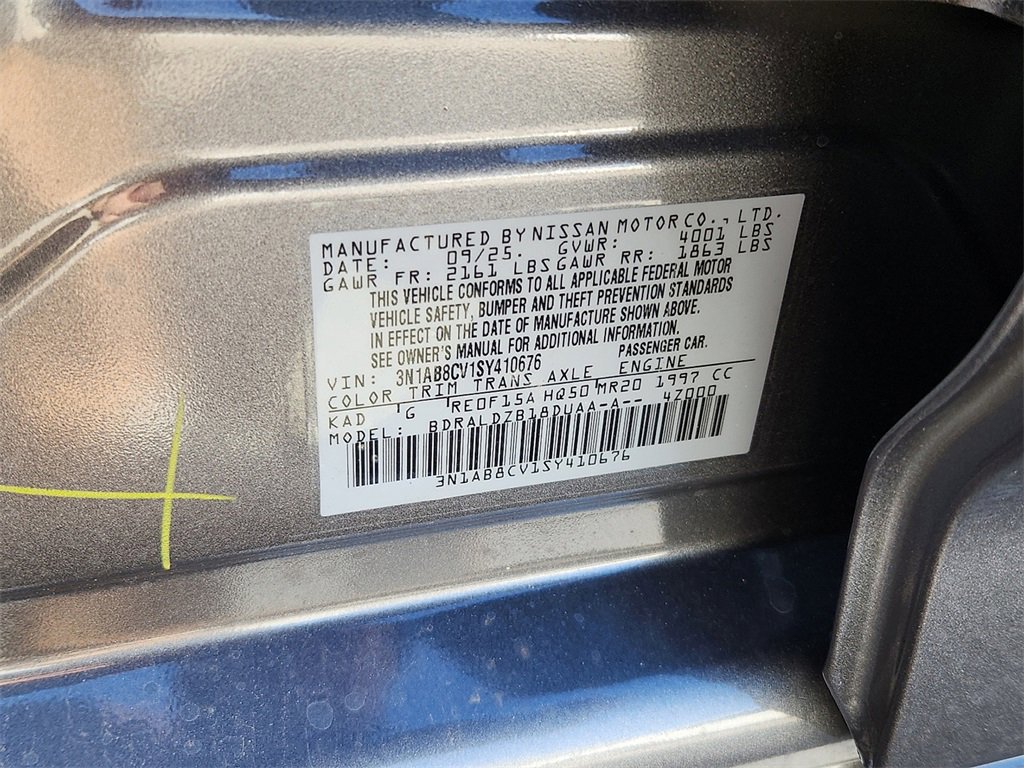 MANUFACTURED BY NISSAN MOTOR CO., LTD.
DATE: 09/25. GVWR: 4001 LBS
GAWR FR: 2161 LBS GAWR RR: 1863 LBS
THIS VEHICLE CONFORMS TO ALL APPLICABLE FEDERAL MOTOR
VEHICLE SAFETY, BUMPER AND THEFT PREVENTION STANDARDS
IN EFFECT ON THE DATE OF MANUFACTURE SHOWN ABOVE.
SEE OWNER'S MANUAL FOR ADDITIONAL INFORMATION.
VIN: 3N1AB8CV1SY410676 PASSENGER CAR.
COLOR TRIM TRANS AXLE ENGINE
KAD G RE0F15A HQ50 MR20 1997 CC
MODEL: BDRALDZB18DUAA-A-- 4Z000
3N1AB8CV1SY410676